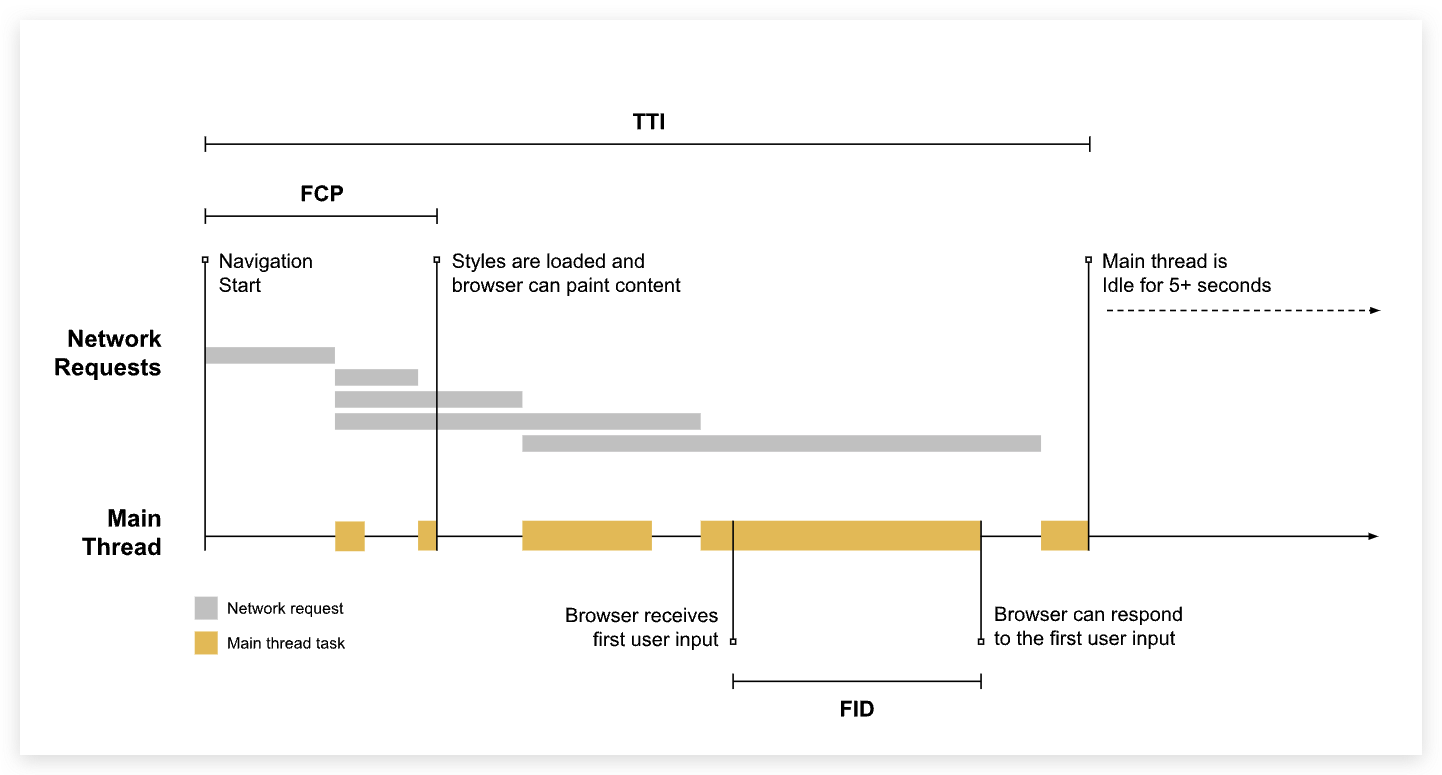 TTI
FCP
Navigation
Start
Styles are loaded and
browser can paint content
Main thread is
Idle for 5+ seconds
Network
Requests
Main
Thread
Network request
Main thread task
Browser receives
first user input
Browser can respond
to the first user input
FID